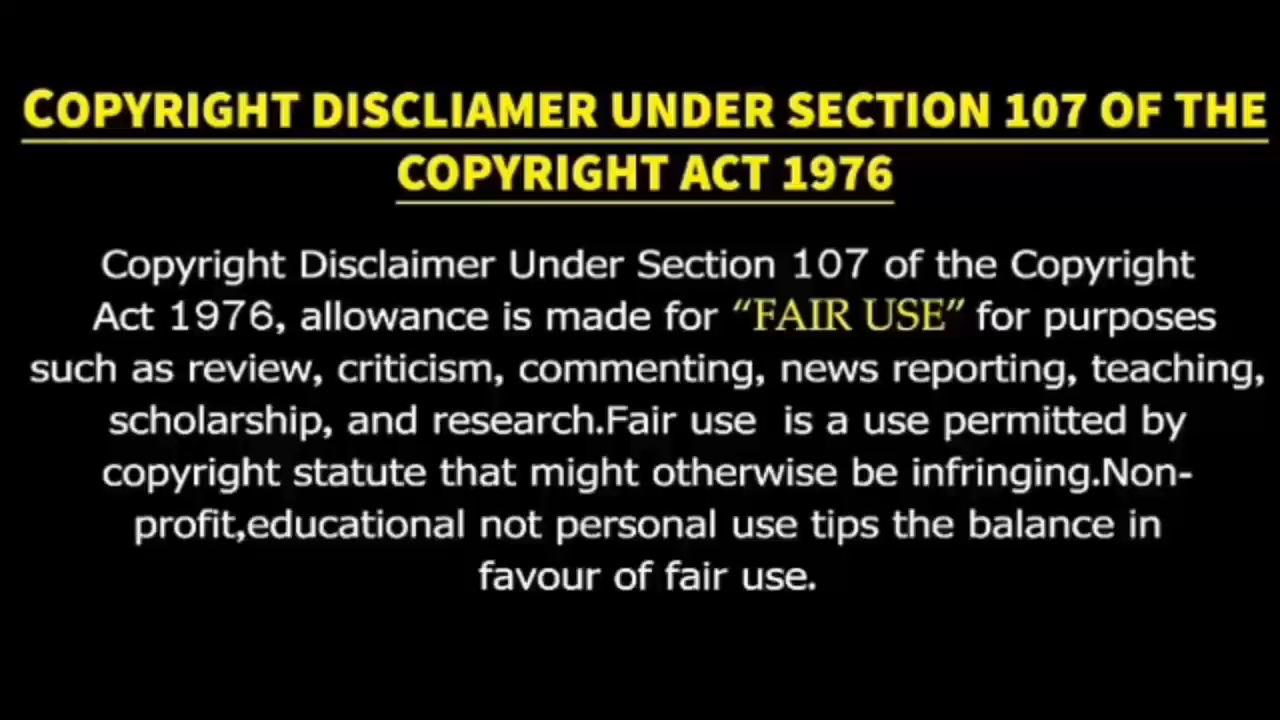 COPYRIGHT DISCLIAMER UNDER SECTION 107 OF THE
COPYRIGHT ACT 1976
Copyright Disclaimer Under Section 107 of the Copyright
Act 1976, allowance is made for “FAIR USE” for purposes
such as review, criticism, commenting, news reporting, teaching,
scholarship, and research.Fair use  is a use permitted by
copyright statute that might otherwise be infringing.Non-
profit,educational not personal use tips the balance in
favour of fair use.